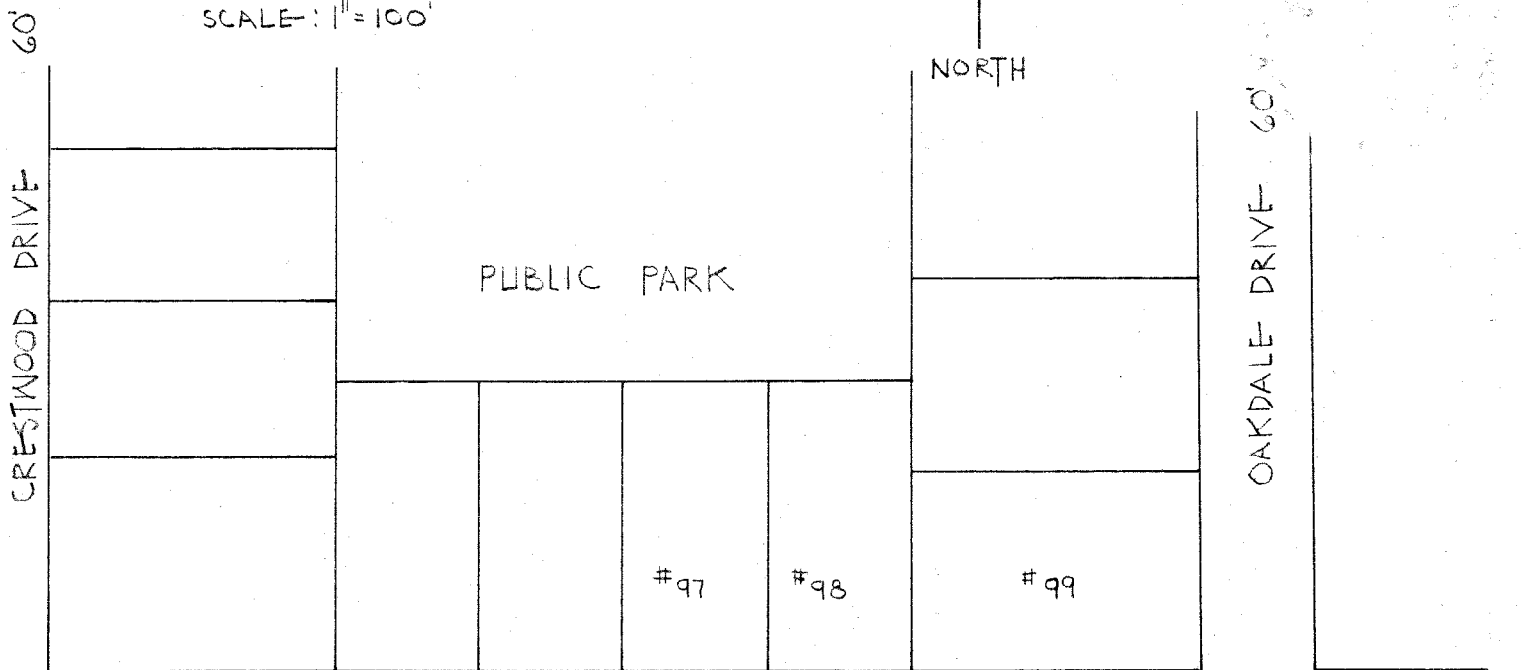 SCALE: 1"=100'
NORTH
CRESTWOOD DRIVE 60'
PUBLIC PARK
OAKDALE DRIVE 60'
#97
#98
#99